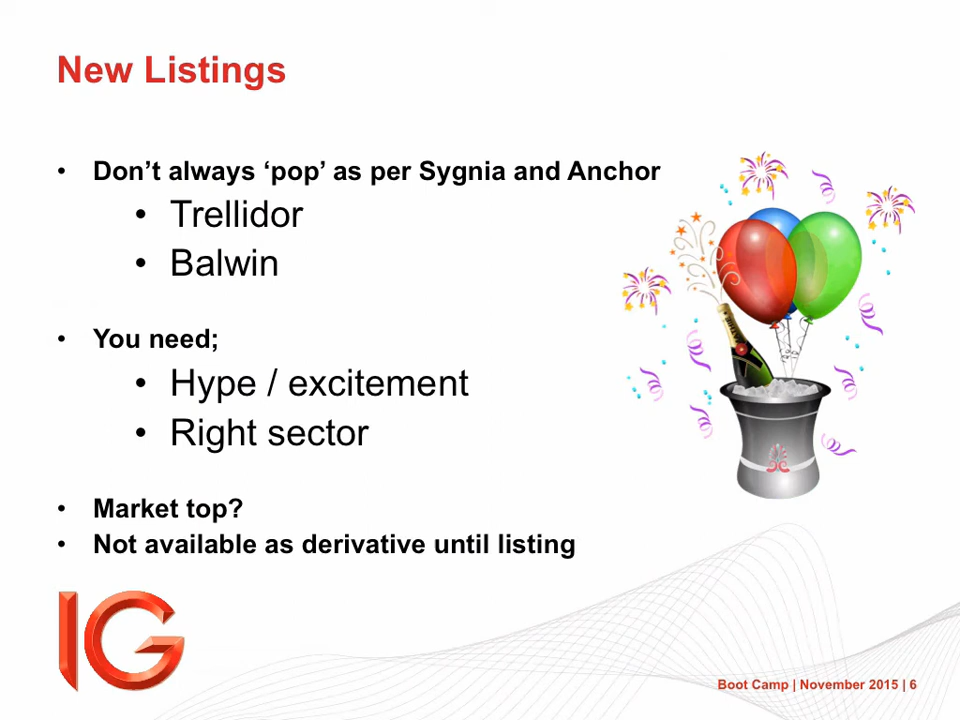 New Listings
• Don’t always ‘pop’ as per Sygnia and Anchor
• Trellidor
• Balwin
• You need;
• Hype / excitement
• Right sector
• Market top?
• Not available as derivative until listing
IG
Boot Camp | November 2015 | 6